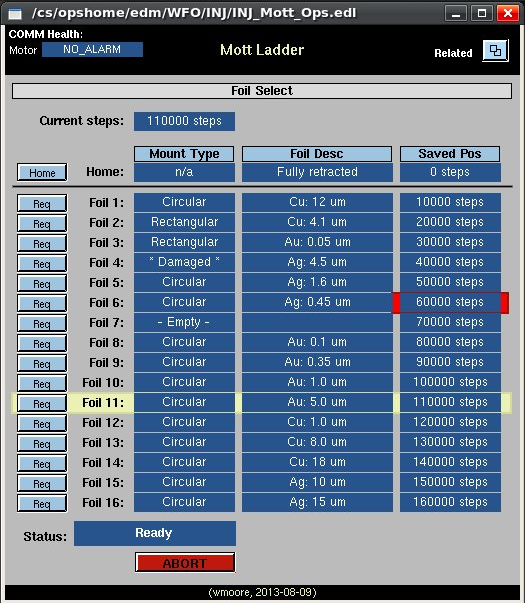 /cs/opshome/edm/WFO/INJ/INJ_Mott_Ops.edl
COMM Health:
Motor NO_ALARM
Mott Ladder
Related
Foil Select
Current steps: 110000 steps
Mount Type Foil Desc Saved Pos
Home Home: n/a Fully retracted 0 steps
Req Foil 1: Circular Cu: 12 um 10000 steps
Req Foil 2: Rectangular Cu: 4.1 um 20000 steps
Req Foil 3: Rectangular Au: 0.05 um 30000 steps
Req Foil 4: * Damaged * Ag: 4.5 um 40000 steps
Req Foil 5: Circular Ag: 1.6 um 50000 steps
Req Foil 6: Circular Ag: 0.45 um 60000 steps
Req Foil 7: - Empty - 70000 steps
Req Foil 8: Circular Au: 0.1 um 80000 steps
Req Foil 9: Circular Au: 0.35 um 90000 steps
Req Foil 10: Circular Au: 1.0 um 100000 steps
Req Foil 11: Circular Au: 5.0 um 110000 steps
Req Foil 12: Circular Cu: 1.0 um 120000 steps
Req Foil 13: Circular Cu: 8.0 um 130000 steps
Req Foil 14: Circular Cu: 18 um 140000 steps
Req Foil 15: Circular Ag: 10 um 150000 steps
Req Foil 16: Circular Ag: 15 um 160000 steps
Status: Ready
ABORT
(wmoore, 2013-08-09)